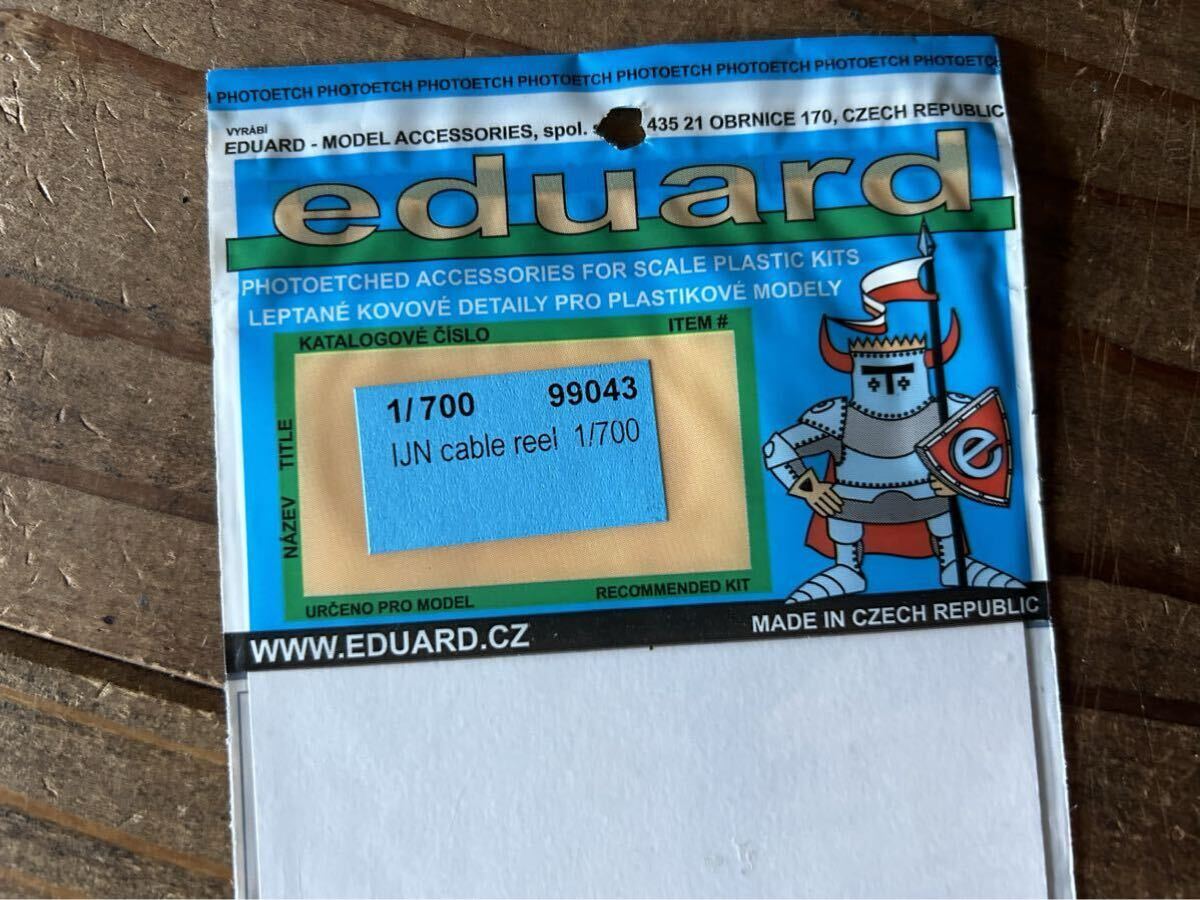 PHOTOETCH PHOTOETCH PHOTOETCH PHOTOETCH PHOTOETCH PHOTOETCH PHOTOETCH
VYRÁBÍ
EDUARD - MODEL ACCESSORIES, spol. 435 21 OBRNICE 170, CZECH REPUBLIC
eduard
PHOTOETCHED ACCESSORIES FOR SCALE PLASTIC KITS
LEPTANÉ KOVOVÉ DETAILY PRO PLASTIKOVÉ MODELY
KATALOGOVÉ ČÍSLO ITEM #
NÁZEV TITLE
1/700 99043
IJN cable reel 1/700
e
URČENO PRO MODEL RECOMMENDED KIT
WWW.EDUARD.CZ MADE IN CZECH REPUBLIC